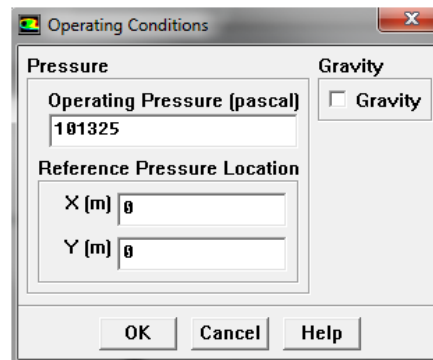 Operating Conditions
X
Pressure
Gravity
Operating Pressure (pascal)
Gravity
101325
Reference Pressure Location
X (m) 0
Y (m) 0
OK Cancel Help